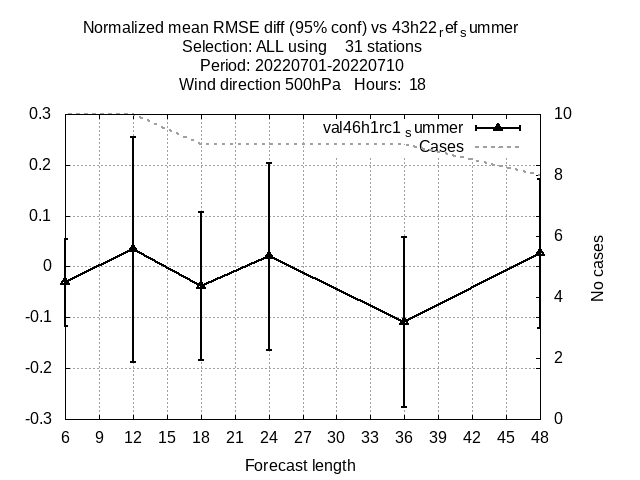 Normalized mean RMSE diff (95% conf) vs 43h22ref_summer
Selection: ALL using 31 stations
Period: 20220701-20220710
Wind direction 500hPa Hours: 18
val46h1rc1summer
Cases
0.3
0.2
0.1
0
-0.1
-0.2
-0.3
10
8
6
4
2
0
No cases
6 9 12 15 18 21 24 27 30 33 36 39 42 45 48
Forecast length